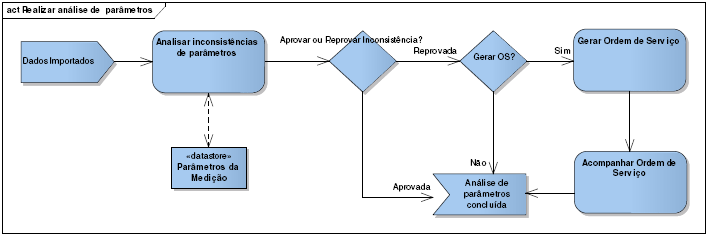 act Realizar análise de parâmetros
Dados Importados
Analisar inconsistências
de parâmetros
«datastore»
Parâmetros da
Medição
Aprovar ou Reprovar Inconsistência?
Reprovada
Aprovada
Gerar OS?
Sim
Não
Gerar Ordem de Serviço
Acompanhar Ordem de
Serviço
Análise de
parâmetros
concluída